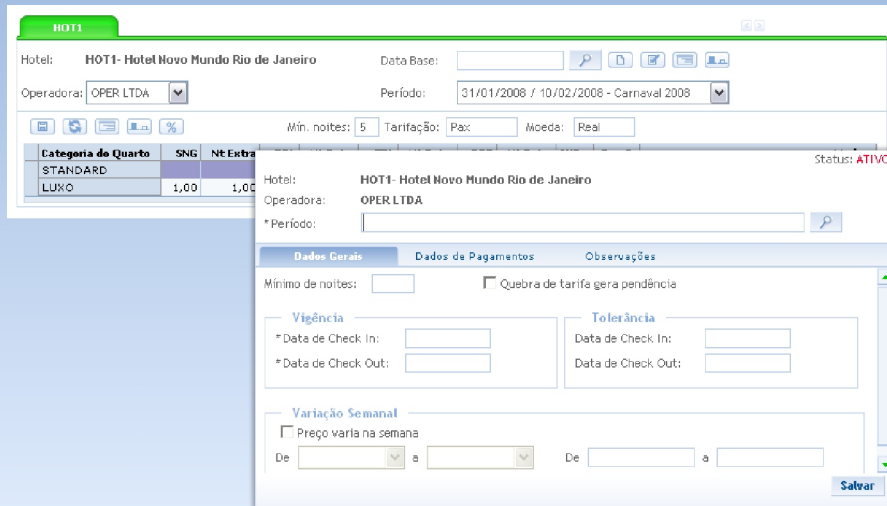 HOT1
Hotel: HOT1- Hotel Novo Mundo Rio de Janeiro Data Base:
Operadora: OPER LTDA Período: 31/01/2008 / 10/02/2008 - Carnaval 2008
% Mín. noites: 5 Tarifação: Pax Moeda: Real
Categoria do Quarto SNG Nt Extra
STANDARD
LUXO 1,00 1,00
Status: ATIVO
Hotel: HOT1- Hotel Novo Mundo Rio de Janeiro
Operadora: OPER LTDA
*Período:
Dados Gerais Dados de Pagamentos Observações
Mínimo de noites: Quebra de tarifa gera pendência
Vigência Tolerância
*Data de Check In: Data de Check In:
*Data de Check Out: Data de Check Out:
Variação Semanal
Preço varia na semana
De a De a
Salvar